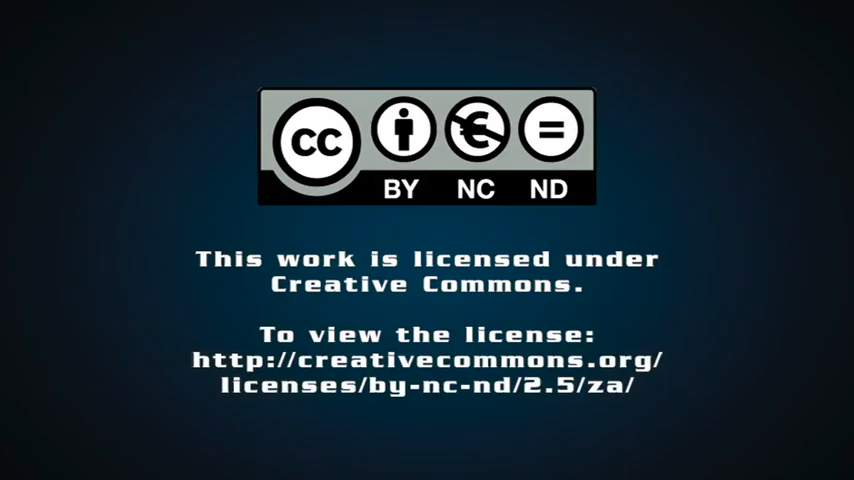 CC
BY NC ND
This work is licensed under
Creative Commons.
To view the license:
http://creativecommons.org/
licenses/by-nc-nd/2.5/za/